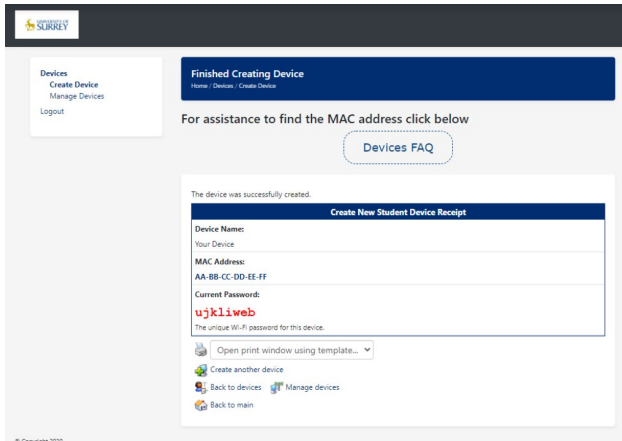 UNIVERSITY OF
SURREY
Devices
Create Device
Manage Devices
Logout
Finished Creating Device
Home / Devices / Create Device
For assistance to find the MAC address click below
Devices FAQ
The device was successfully created.
Create New Student Device Receipt
Device Name:
Your Device
MAC Address:
AA-BB-CC-DD-EE-FF
Current Password:
ujkliweb
The unique Wi-Fi password for this device.
Open print window using template...
Create another device
Back to devices Manage devices
Back to main
© Copyright 2020